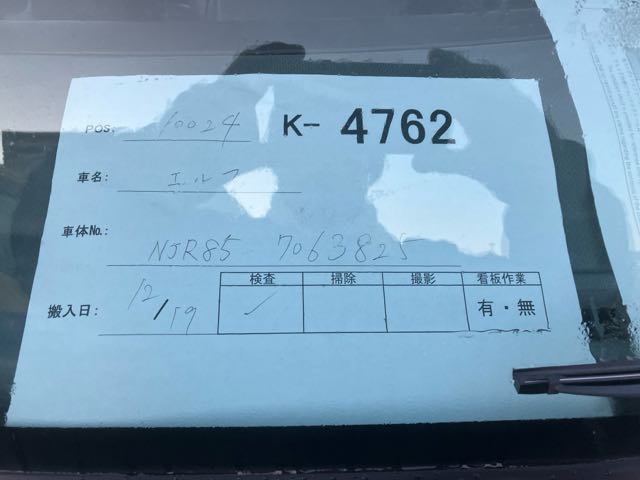 POS. 10024 K- 4762
車名: エルフ
車体No.: NJR85 7063825
搬入日: 12/19
検査 掃除 撮影 看板作業
✓ 有・無